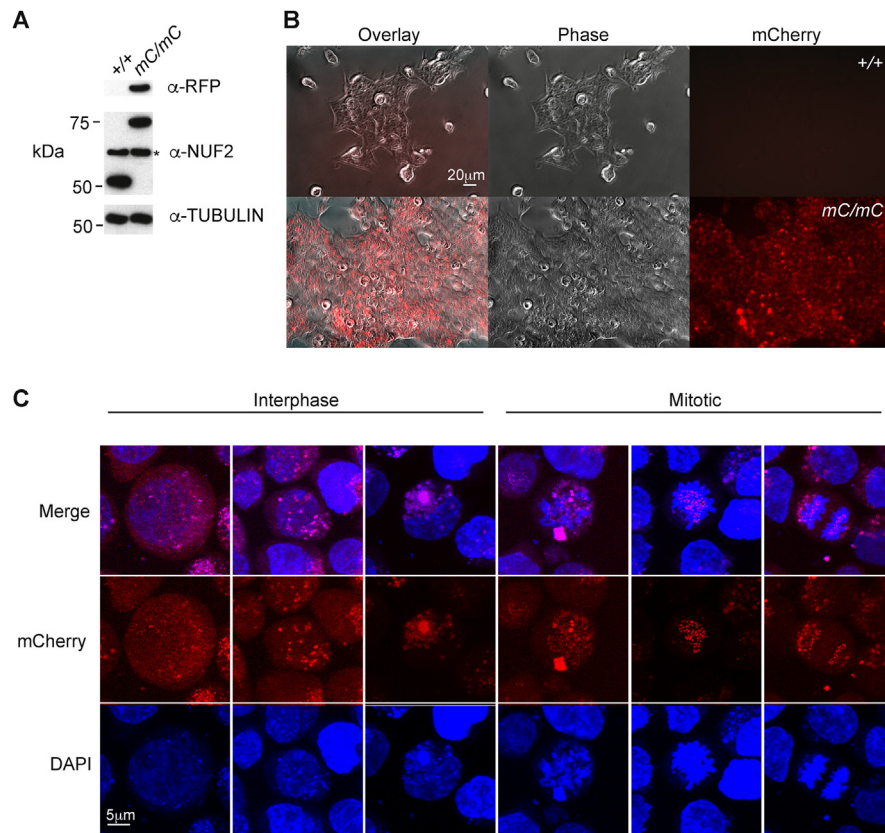 A
+/+ mC/mC
α-RFP
75
kDa
* α-NUF2
50
50
α-TUBULIN
B
Overlay Phase mCherry
+/+
20μm
mC/mC
C
Interphase Mitotic
Merge
mCherry
DAPI
5μm